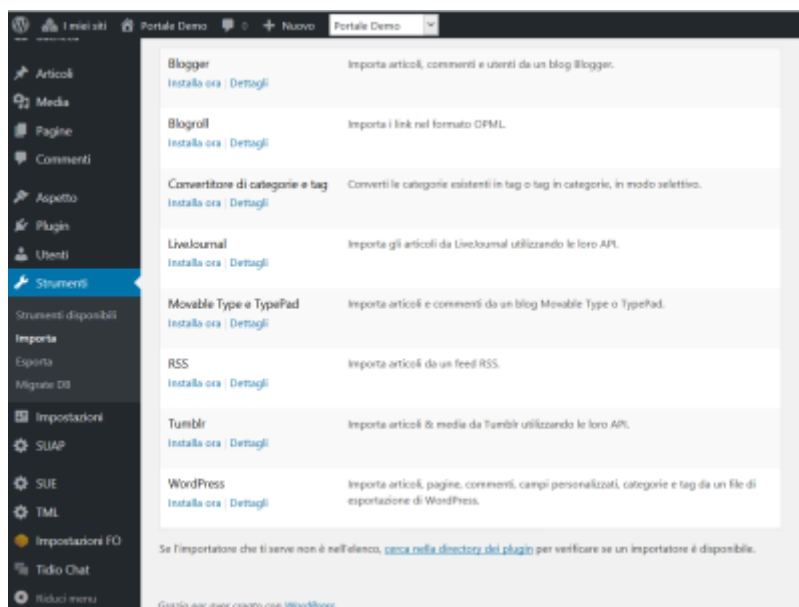 I miei siti Portale Demo 0 + Nuovo Portale Demo
Articoli
Media
Pagine
Commenti
Aspetto
Plugin
Utenti
Strumenti
Strumenti disponibili
Importa
Esporta
Migrate DB
Impostazioni
SUAP
SUE
TML
Impostazioni FO
Tidio Chat
Riduci menu
Blogger Importa articoli, commenti e utenti da un blog Blogger.
Installa ora | Dettagli
Blogroll Importa i link nel formato OPML.
Installa ora | Dettagli
Convertitore di categorie e tag Converti le categorie esistenti in tag o tag in categorie, in modo selettivo.
Installa ora | Dettagli
LiveJournal Importa gli articoli da LiveJournal utilizzando le loro API.
Installa ora | Dettagli
Movable Type e TypePad Importa articoli e commenti da un blog Movable Type o TypePad.
Installa ora | Dettagli
RSS Importa articoli da un feed RSS.
Installa ora | Dettagli
Tumblr Importa articoli & media da Tumblr utilizzando le loro API.
Installa ora | Dettagli
WordPress Importa articoli, pagine, commenti, campi personalizzati, categorie e tag da un file di
esportazione di WordPress.
Installa ora | Dettagli
Se l'importatore che ti serve non è nell'elenco, cerca nella directory dei plugin per verificare se un importatore è disponibile.
Grazie per aver creato con WordPress